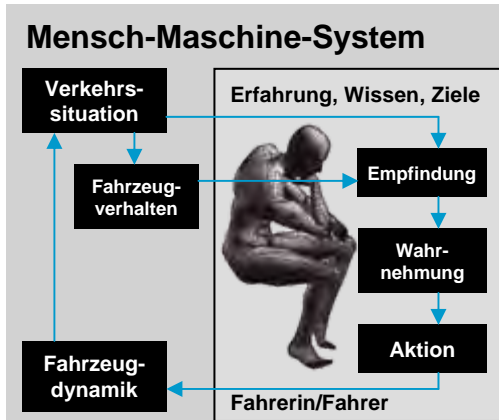 Mensch-Maschine-System
Verkehrs-
situation
Erfahrung, Wissen, Ziele
Fahrzeug-
verhalten
Empfindung
Wahr-
nehmung
Aktion
Fahrzeug-
dynamik
Fahrerin/Fahrer